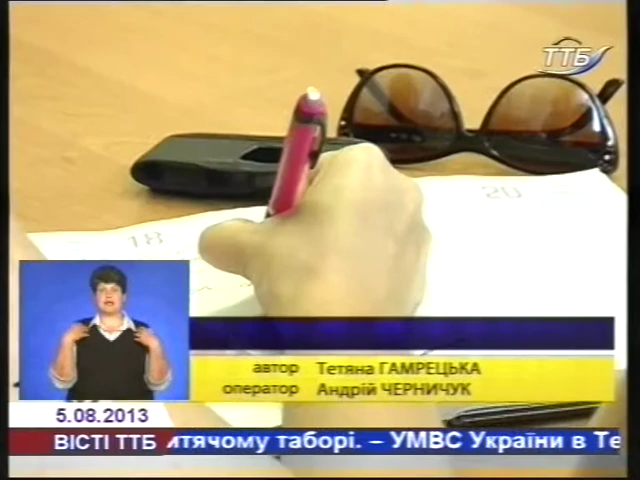 ТТБ
18
20
автор Тетяна ГАМРЕЦЬКА
оператор Андрій ЧЕРНИЧУК
5.08.2013
ВІСТІ ТТБ итячому таборі. – УМВС України в Те